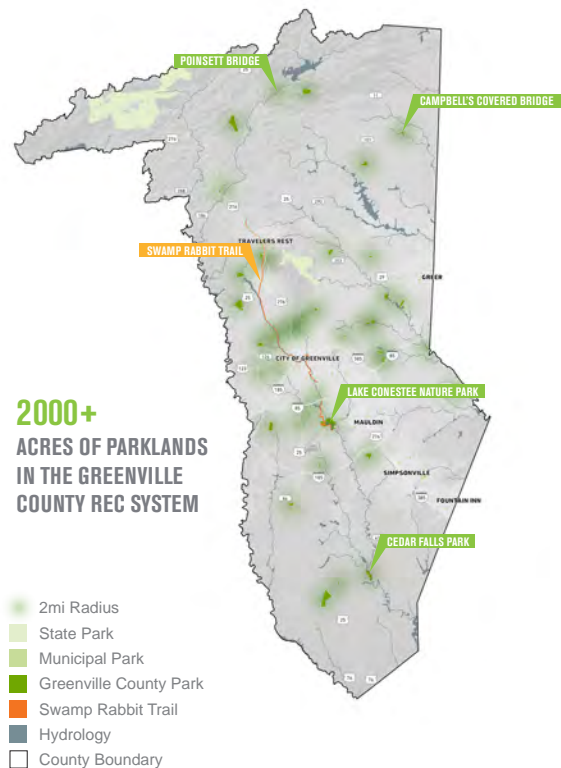 POINSETT BRIDGE
CAMPBELL'S COVERED BRIDGE
TRAVELERS REST
SWAMP RABBIT TRAIL
GREER
CITY OF GREENVILLE
LAKE CONESTEE NATURE PARK
MAULDIN
SIMPSONVILLE
FOUNTAIN INN
CEDAR FALLS PARK
2000+
ACRES OF PARKLANDS
IN THE GREENVILLE
COUNTY REC SYSTEM
2mi Radius
State Park
Municipal Park
Greenville County Park
Swamp Rabbit Trail
Hydrology
County Boundary